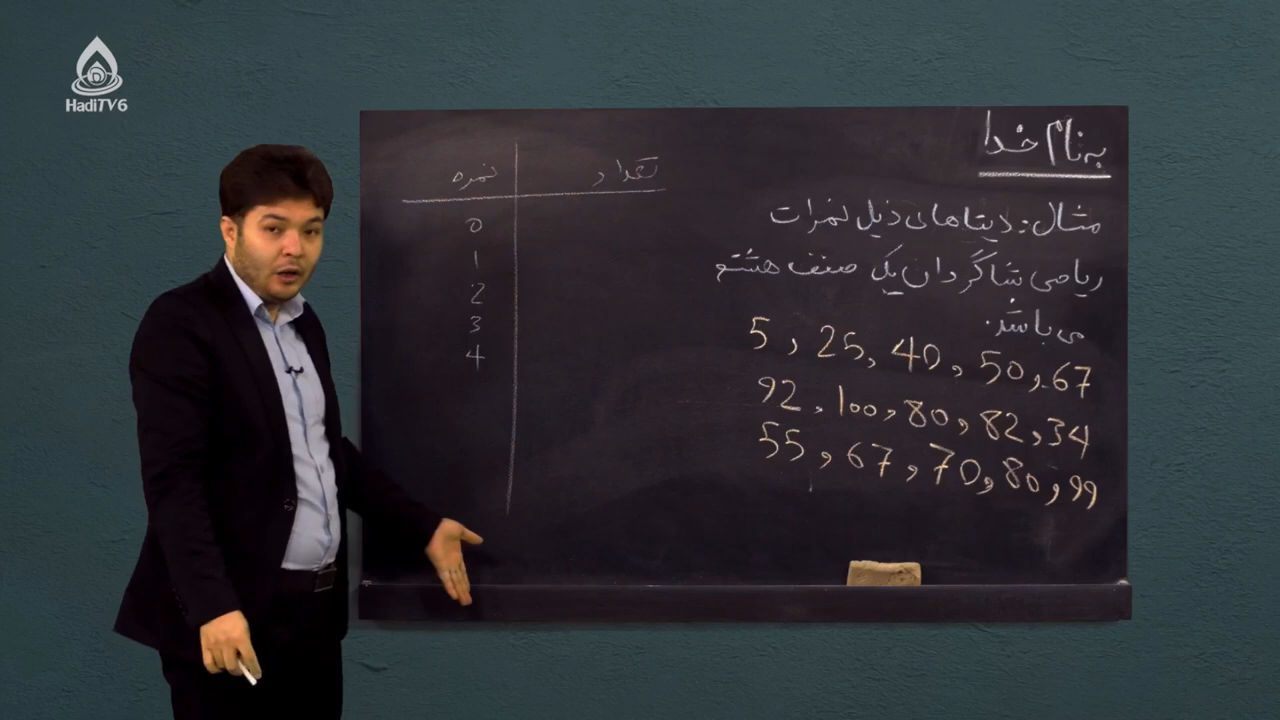 HadiTV6
به نام خدا
مثال: دیتاهای ذیل نمرات
ریاضی شاگردان یک صنف هشتم
می باشد.
5, 25, 40, 50, 67
92, 100, 80, 82, 34
55, 67, 70, 80, 99
نمره تعداد
0
1
2
3
4